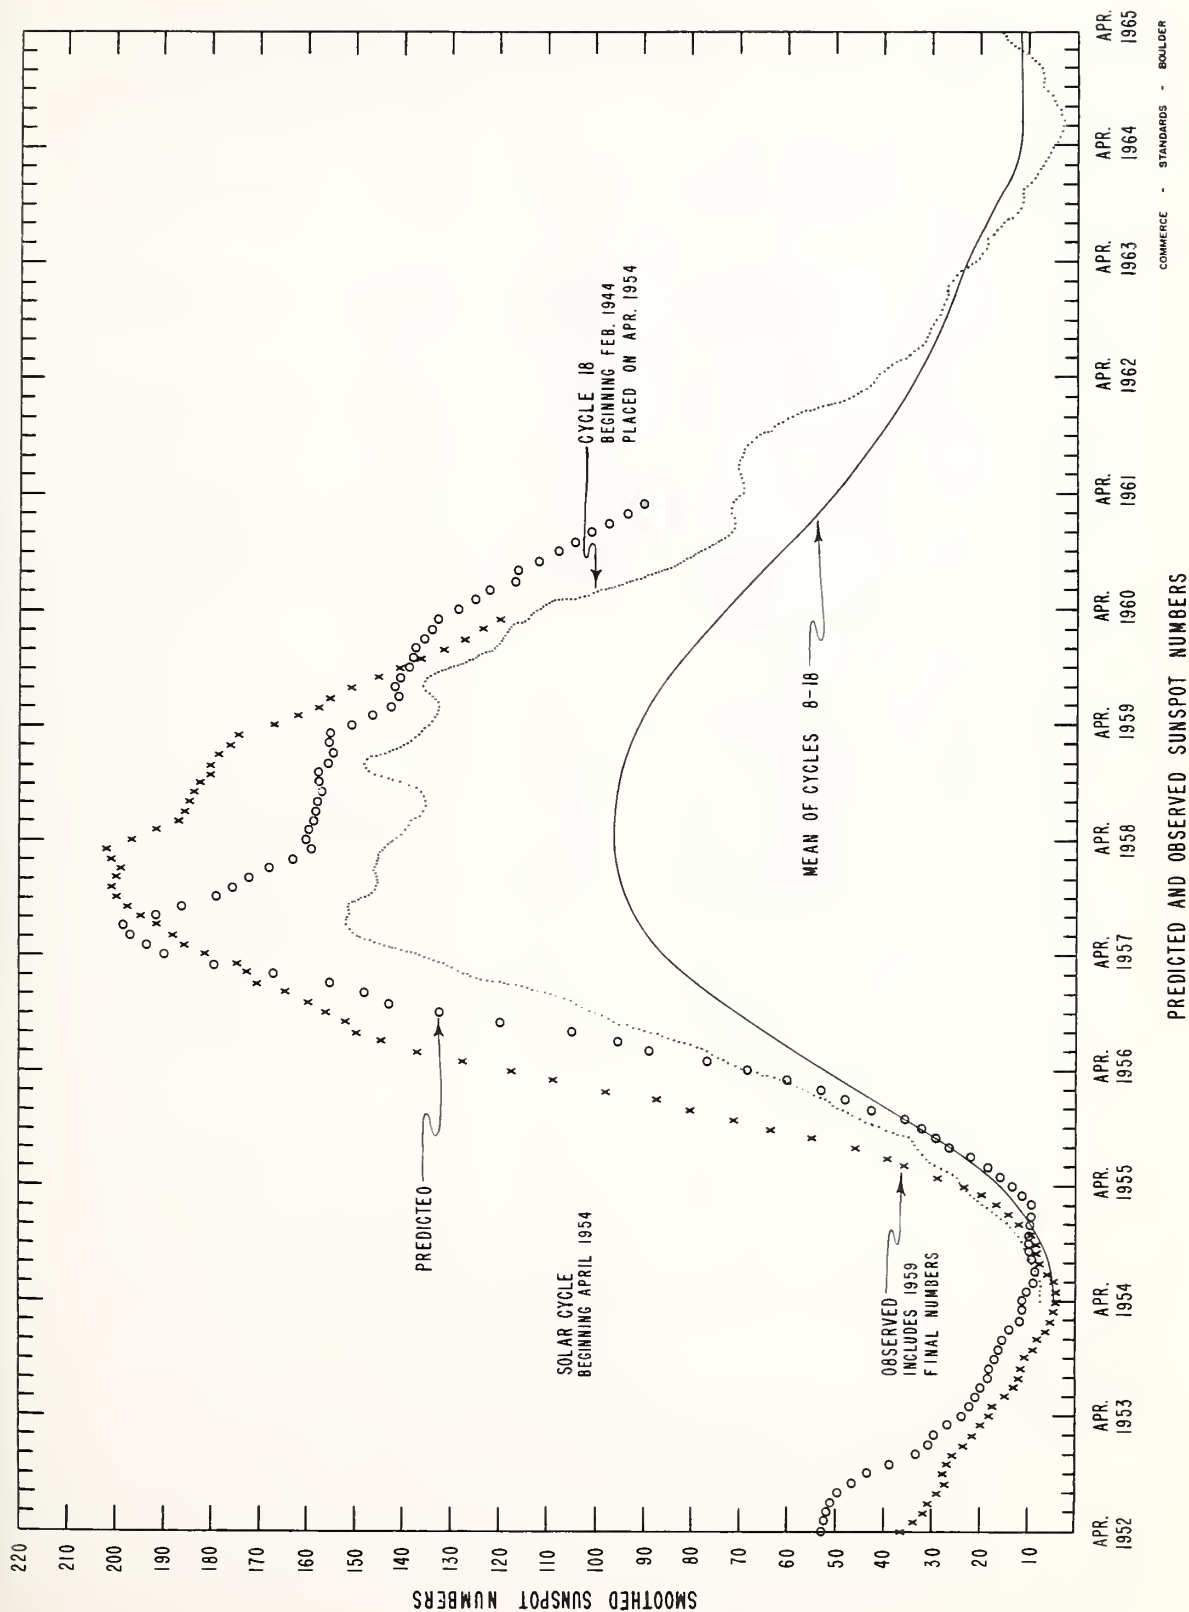 220
210
200
190
180
170
160
150
140
130
120
110
100
90
80
70
60
50
40
30
20
10
SMOOTHED SUNSPOT NUMBERS
PREDICTED
SOLAR CYCLE
BEGINNING APRIL 1954
OBSERVED
INCLUDES 1959
FINAL NUMBERS
MEAN OF CYCLES 8-18
CYCLE 18
BEGINNING FEB. 1944
PLACED ON APR. 1954
APR.
1952
APR.
1953
APR.
1954
APR.
1955
APR.
1956
APR.
1957
APR.
1958
APR.
1959
APR.
1960
APR.
1961
APR.
1962
APR.
1963
APR.
1964
APR.
1965
PREDICTED AND OBSERVED SUNSPOT NUMBERS
COMMERCE - STANDARDS - BOULDER